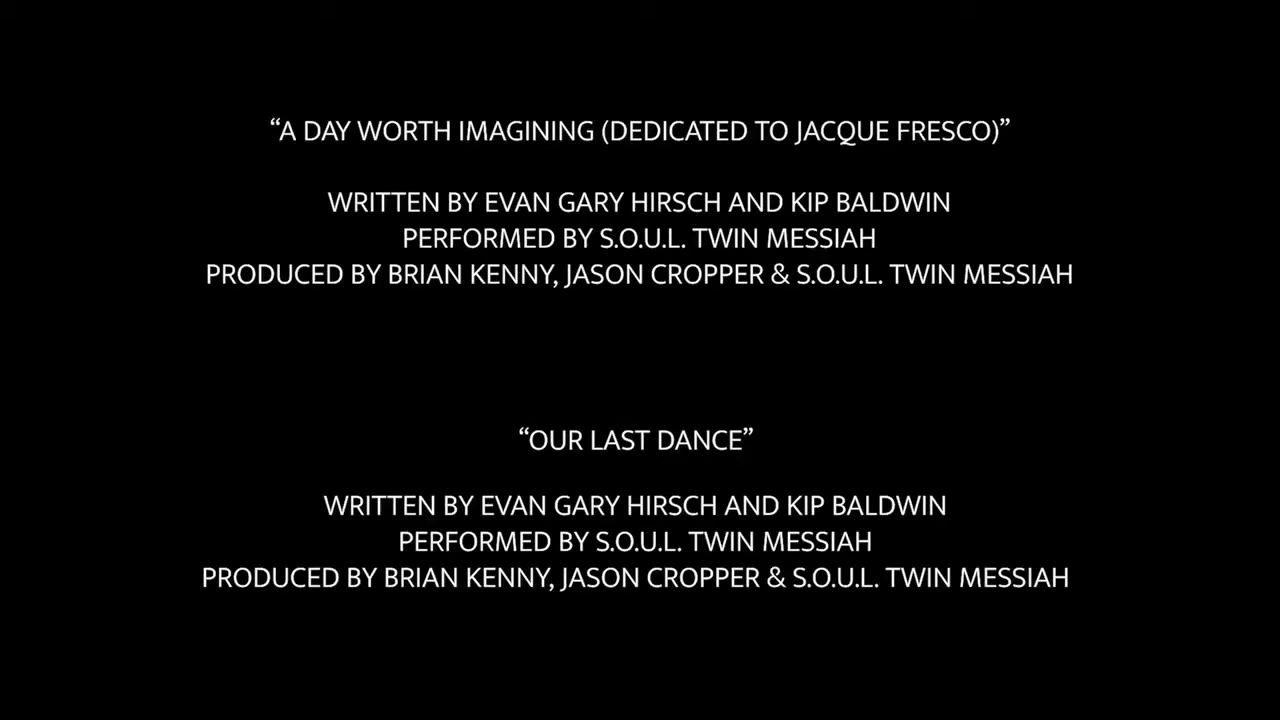 “A DAY WORTH IMAGINING (DEDICATED TO JACQUE FRESCO)”
WRITTEN BY EVAN GARY HIRSCH AND KIP BALDWIN
PERFORMED BY S.O.U.L. TWIN MESSIAH
PRODUCED BY BRIAN KENNY, JASON CROPPER & S.O.U.L. TWIN MESSIAH
“OUR LAST DANCE”
WRITTEN BY EVAN GARY HIRSCH AND KIP BALDWIN
PERFORMED BY S.O.U.L. TWIN MESSIAH
PRODUCED BY BRIAN KENNY, JASON CROPPER & S.O.U.L. TWIN MESSIAH